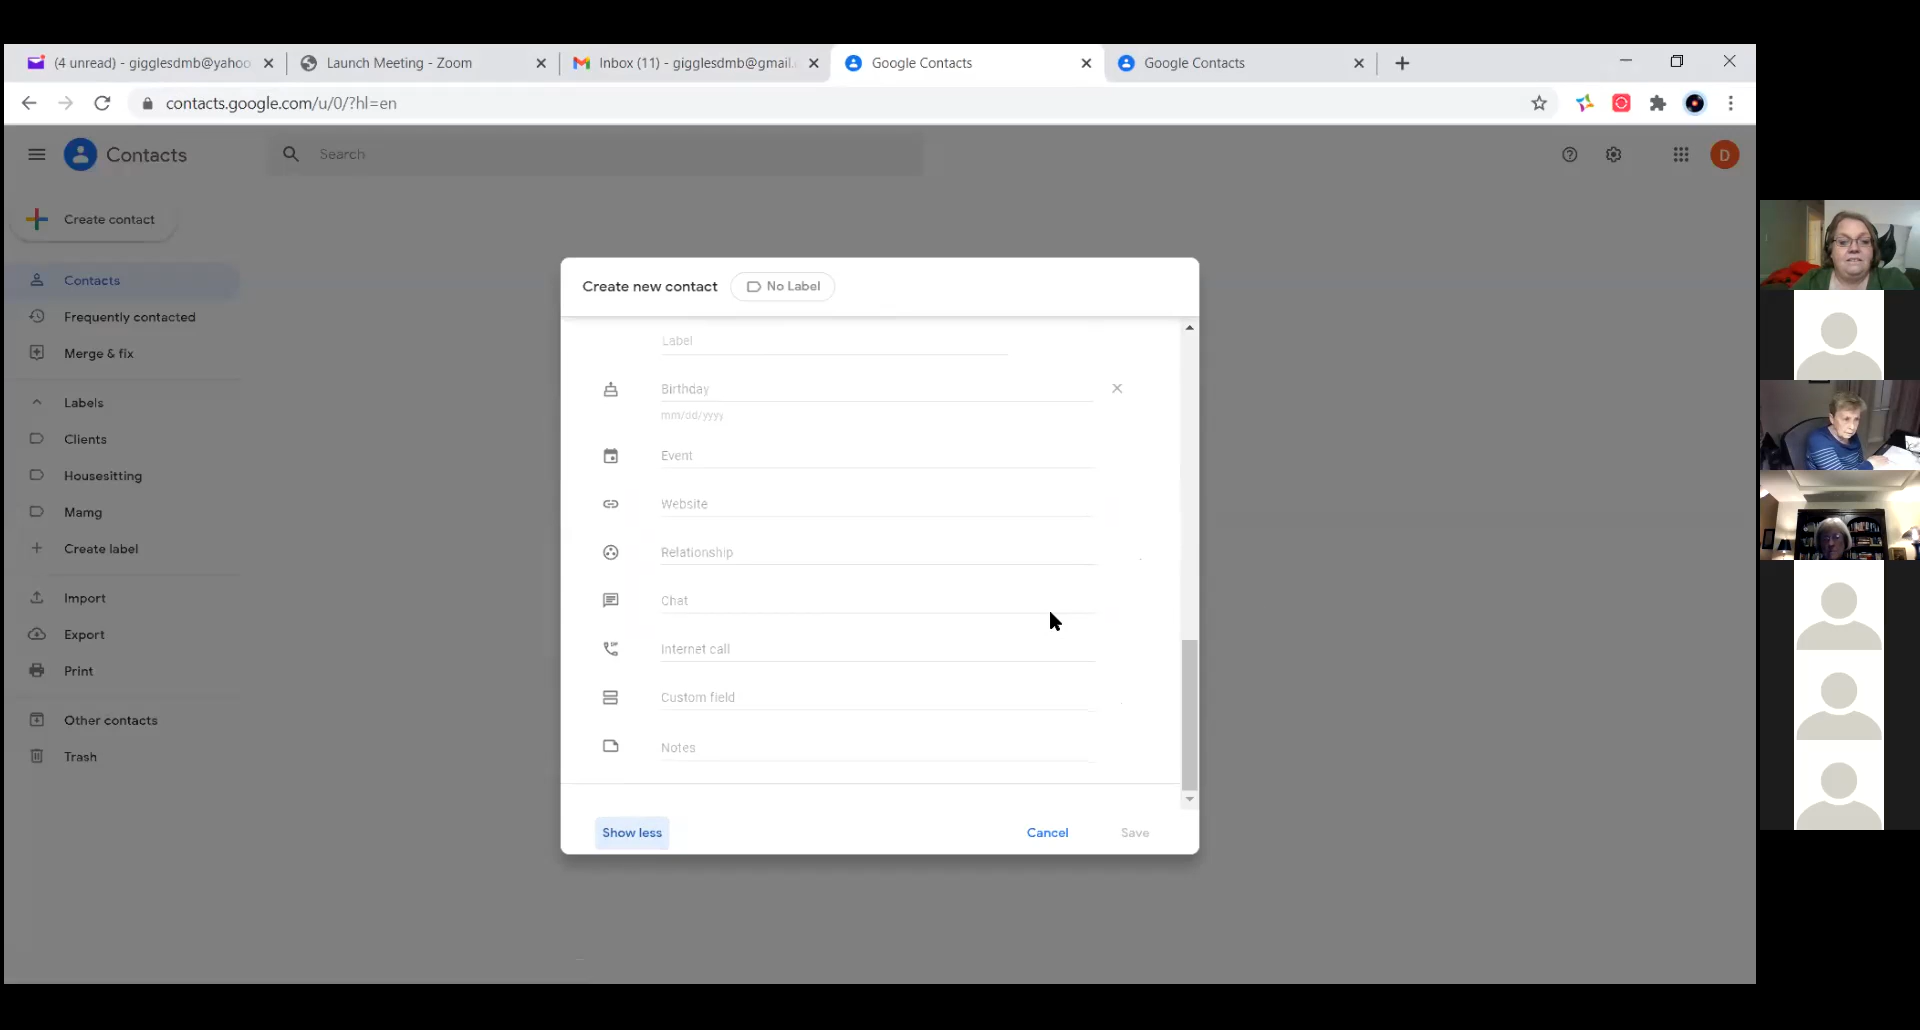 (4 unread) - gigglesdmb@yahoo
Launch Meeting - Zoom
Inbox (11) - gigglesdmb@gmail.
Google Contacts
Google Contacts
contacts.google.com/u/0/?hl=en
Contacts
Search
D
Create contact
Contacts
Frequently contacted
Merge & fix
Labels
Clients
Housesitting
Mamg
Create label
Import
Export
Print
Other contacts
Trash
Create new contact
No Label
Label
Birthday
mm/dd/yyyy
Event
Website
Relationship
Chat
Internet call
Custom field
Notes
Show less
Cancel
Save